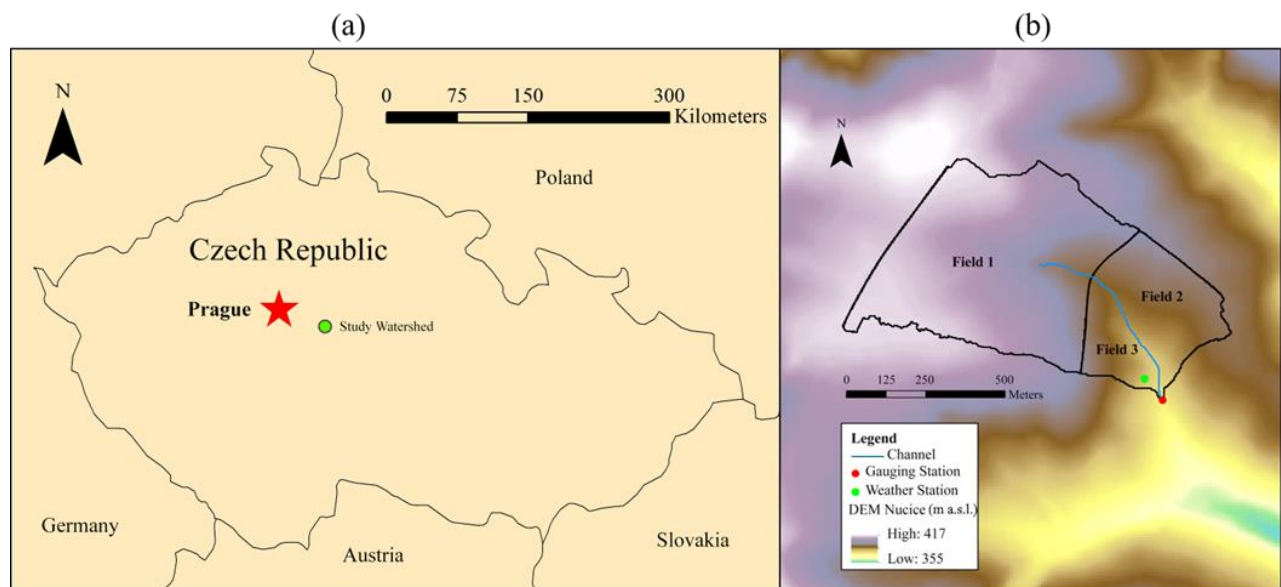 (a)
(b)
N
0 75 150 300
Kilometers
Poland
Czech Republic
Prague
Study Watershed
Germany
Austria
Slovakia
N
Field 1
Field 2
Field 3
0 125 250 500
Meters
Legend
Channel
Gauging Station
Weather Station
DEM Nucice (m a.s.l.)
High: 417
Low: 355